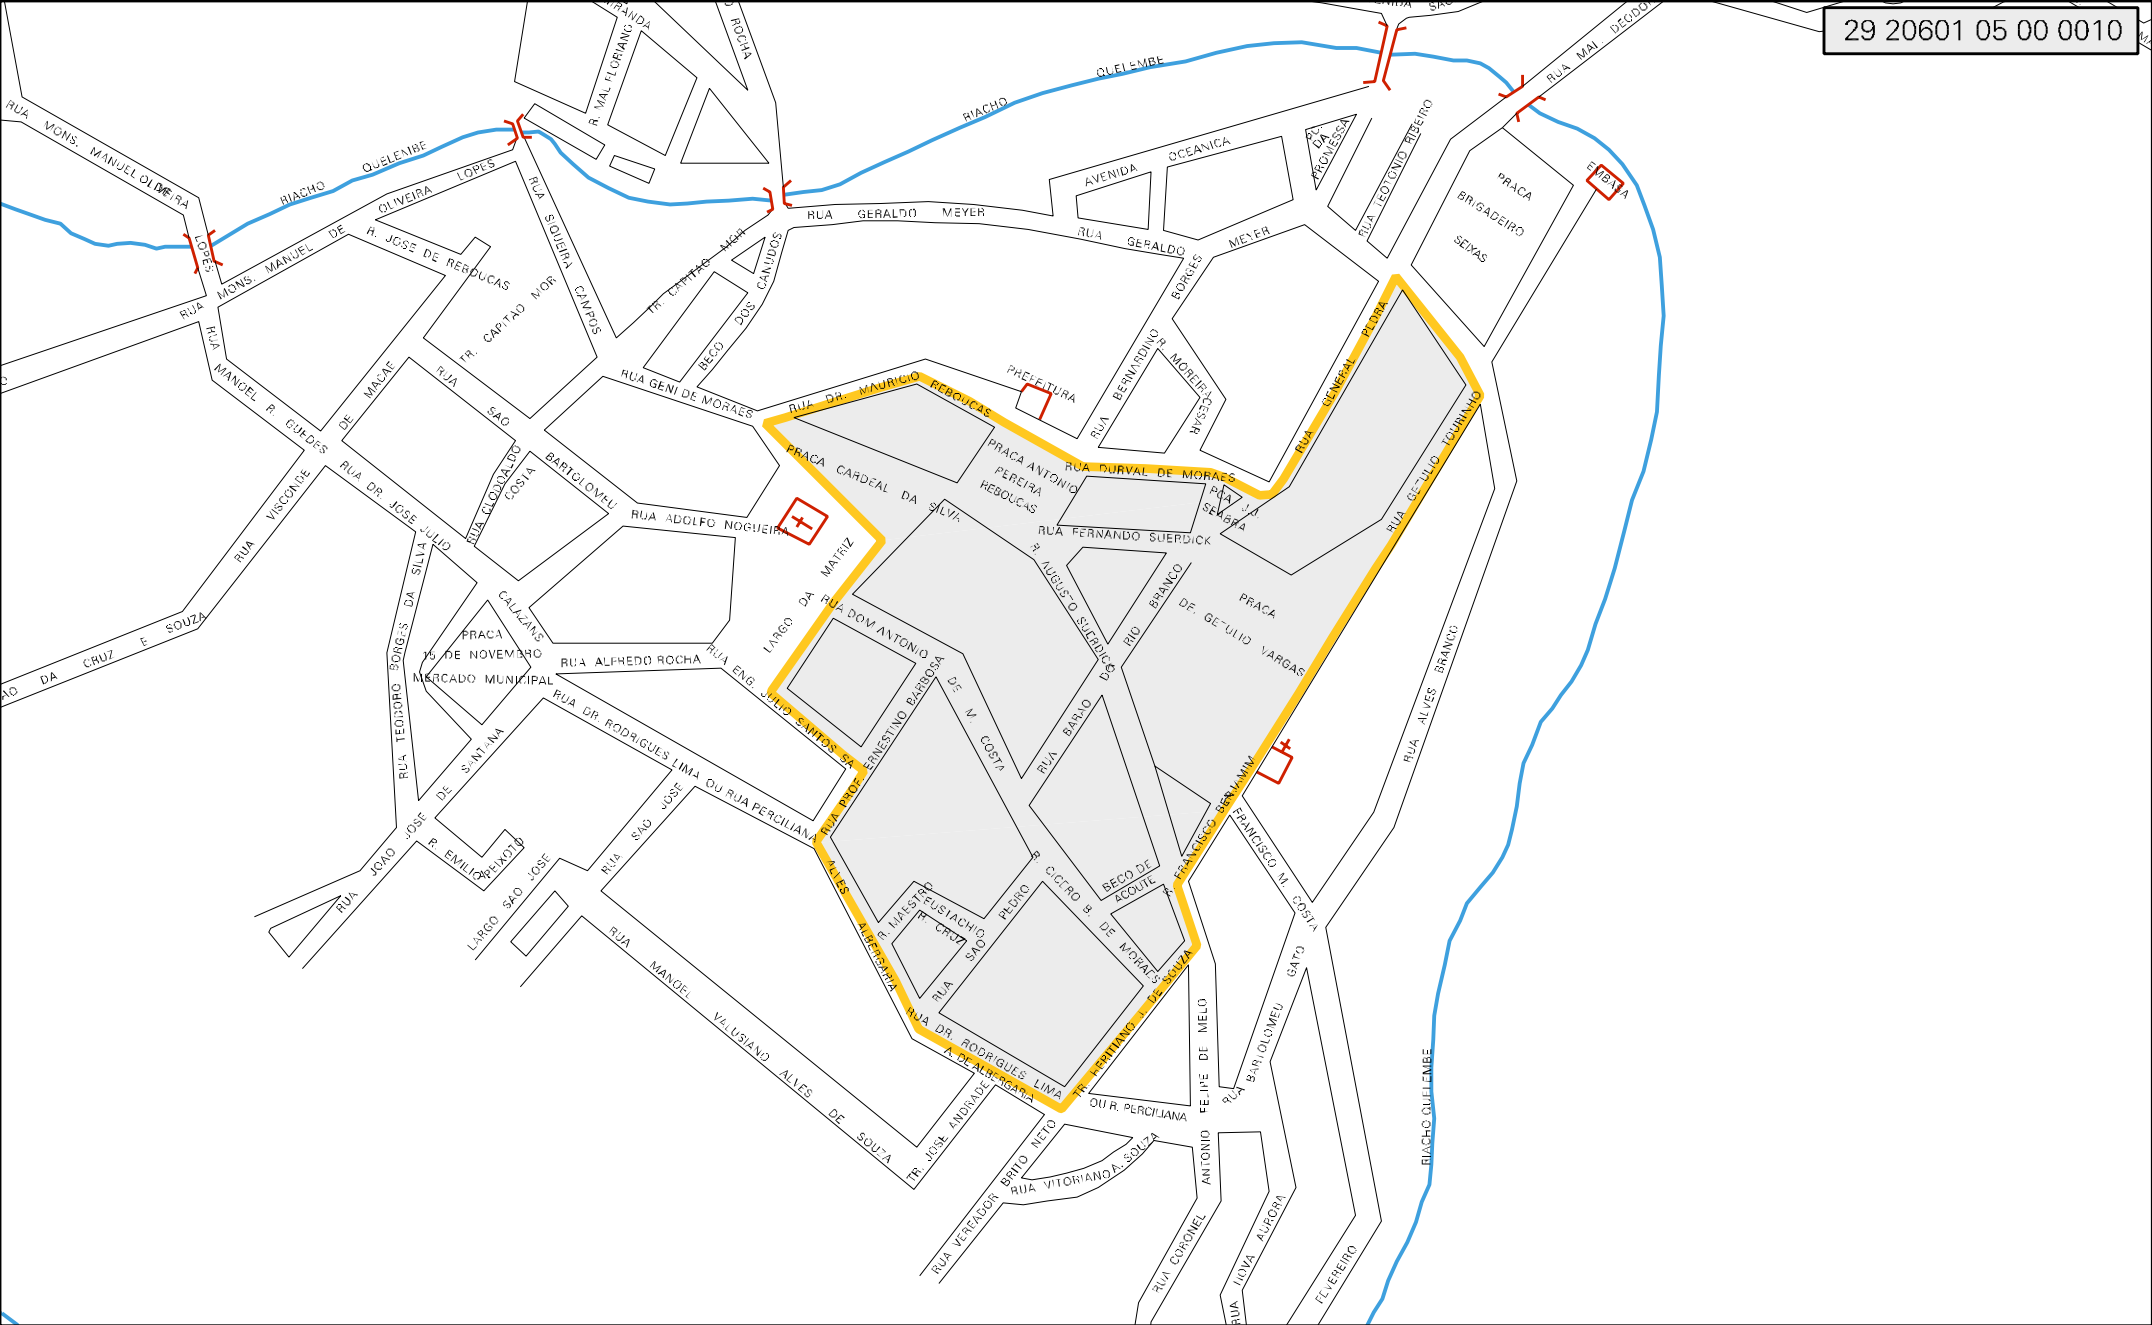 29 20601 05 00 0010
MIRANDA
R. MAL FLORIANO
ROCHA
RUA MAL DEODOR
QUELEMBE
RIACHO
RUA MONS. MANUEL DE
OLIVEIRA
LOPES
RIACHO
QUELEMBE
RUA MONS. MANUEL DE
OLIVEIRA LOPES
R. JOSE DE REBOUCAS
RUA SIQUEIRA CAMPOS
TR. CAPITAO MOR
TR. CAPITAO MOR
BECO DOS CANUDOS
RUA GERALDO MEYER
AVENIDA OCEANICA
RUA GERALDO MEYER
PCA. DA PROMESSA
RUA TEOTONIO RIBEIRO
PRACA
BRIGADEIRO
SEIXAS
EMBASA
RUA BERNARDINO BORGES
R. MOREIRA CESAR
RUA GENERAL PEDRA
RUA GETULIO TOURINHO
PREFEITURA
RUA DR. MAURICIO REBOUCAS
RUA GENI DE MORAES
RUA
MANOEL R. GUEDES
RUA VISCONDE DE MACAE
RUA SAO BARTOLOMEU
RUA CLODOALDO
COSTA
RUA ADOLFO NOGUEIRA
RUA DR. JOSE JULIO CALAZANS
CRUZ E SOUZA
DA
PRACA CARDEAL DA SILVA
PRACA ANTONIO
PEREIRA
REBOUCAS
RUA DURVAL DE MORAES
PCA J.J
SEABRA
RUA FERNANDO SUERDICK
R. AUGUSTO SUERDICK
RUA BARAO DO RIO BRANCO
PRACA
DE. GETULIO VARGAS
LARGO DA MATRIZ
RUA DOM ANTONIO
DE M. COSTA
PRACA
15 DE NOVEMBRO
MERCADO MUNICIPAL
RUA ALFREDO ROCHA
RUA ENG. JULIO SANTOS SA
RUA TEODORO BORGES DA SILVA
RUA DR. RODRIGUES LIMA OU RUA PERCILIANA
RUA PROF. ERNESTINO BARBOSA
RUA JOAO JOSE DE SANTANA
R. EMILIO
PEIXOTO
RUA SAO JOSE
LARGO SAO JOSE
RUA MANOEL VALUSIANO ALVES DE SOUZA
ALVES ALBERGARIA
R. MAESTRO
EUSTACHIO
R. CRUZ
RUA SAO PEDRO
R. CICERO B. DE MORAES
BECO DE
ACOUTE
R. FRANCISCO BENJAMIM
FRANCISCO M. COSTA
RUA ALVES BRANCO
RUA DR. RODRIGUES LIMA
A. DE ALBERGARIA
TR. HERITIANO J. DE SOUZA
OU R. PERCILIANA
TR. JOSE ANDRADE
RUA VEREADOR BRITO NETO
RUA VITORIANO A. SOUZA
RUA CORONEL ANTONIO FELIPE DE MELO
RUA BARTOLOMEU GATO
RUA NOVA AURORA
FEVEREIRO
RIACHO QUELEMBE